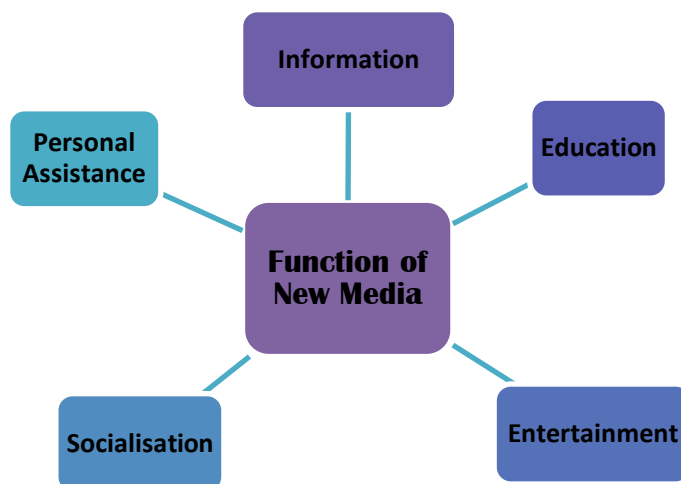 Information
Personal
Assistance
Education
Function of
New Media
Socialisation
Entertainment